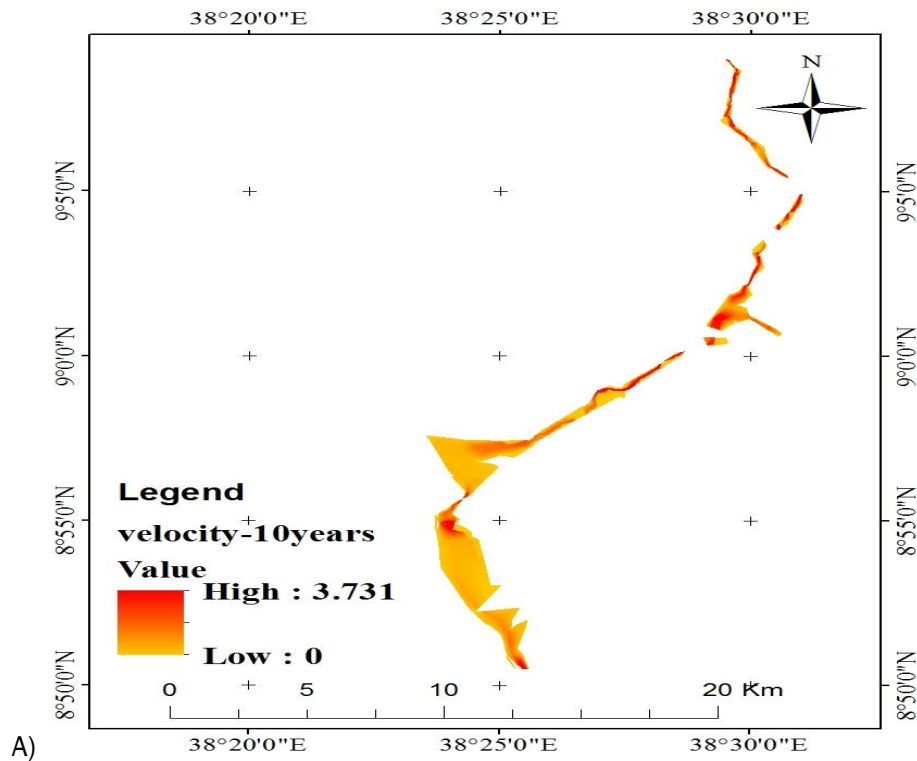 38°20'0"E 38°25'0"E 38°30'0"E
N
9°5'0"N 9°5'0"N
9°0'0"N 9°0'0"N
Legend
velocity-10years
8°55'0"N 8°55'0"N
Value
High : 3.731
Low : 0
8°50'0"N 8°50'0"N
0 5 10 20 Km
38°20'0"E 38°25'0"E 38°30'0"E
A)